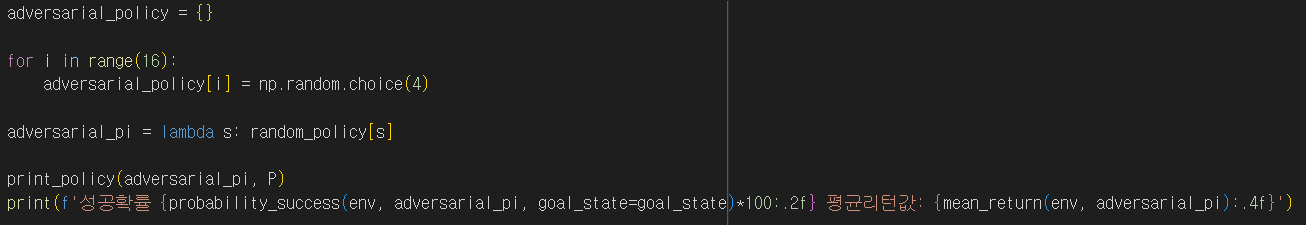 adversarial_policy = {}
for i in range(16):
    adversarial_policy[i] = np.random.choice(4)
adversarial_pi = lambda s: random_policy[s]
print_policy(adversarial_pi, P)
print(f'성공확률 {probability_success(env, adversarial_pi, goal_state=goal_state)*100:.2f} 평균리턴값: {mean_return(env, adversarial_pi):.4f}')